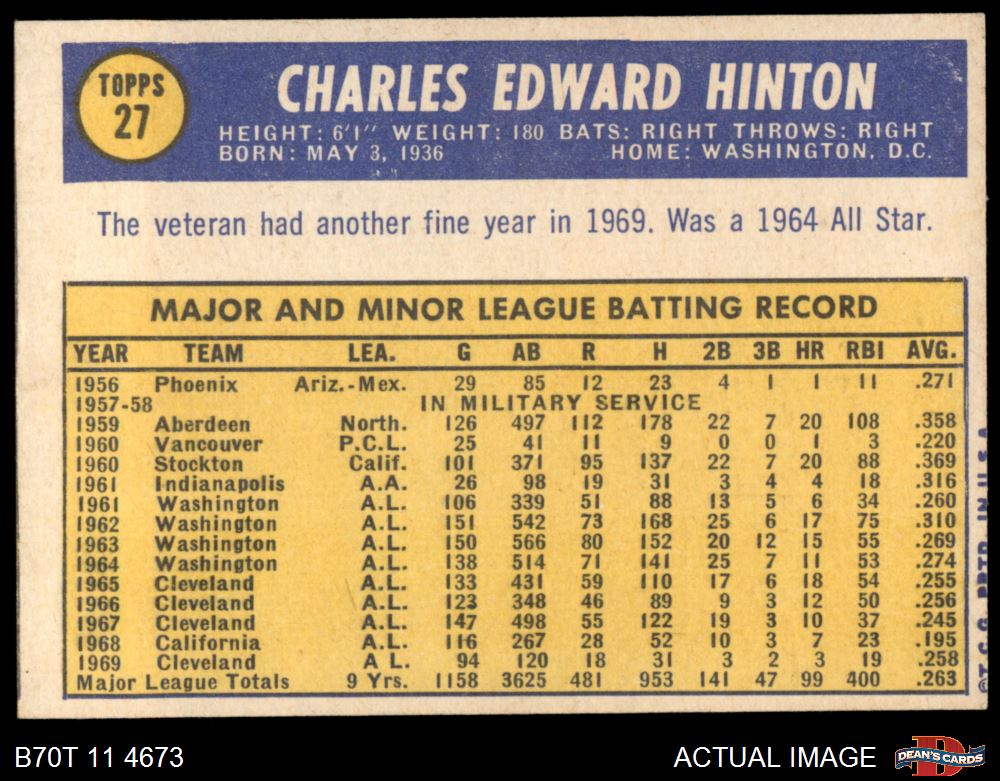 TOPPS
27
CHARLES EDWARD HINTON
HEIGHT: 6'1" WEIGHT: 180 BATS: RIGHT THROWS: RIGHT
BORN: MAY 3, 1936 HOME: WASHINGTON, D.C.
The veteran had another fine year in 1969. Was a 1964 All Star.
MAJOR AND MINOR LEAGUE BATTING RECORD
YEAR TEAM LEA. G AB R H 2B 3B HR RBI AVG.
1956 Phoenix Ariz.-Mex. 29 85 12 23 4 1 1 11 .271
1957-58 IN MILITARY SERVICE
1959 Aberdeen North. 126 497 112 178 22 7 20 108 .358
1960 Vancouver P.C.L. 25 41 11 9 0 0 1 3 .220
1960 Stockton Calif. 101 371 95 137 22 7 20 88 .369
1961 Indianapolis A.A. 26 98 19 31 3 4 4 18 .316
1961 Washington A.L. 106 339 51 88 13 5 6 34 .260
1962 Washington A.L. 151 542 73 168 25 6 17 75 .310
1963 Washington A.L. 150 566 80 152 20 12 15 55 .269
1964 Washington A.L. 138 514 71 141 25 7 11 53 .274
1965 Cleveland A.L. 133 431 59 110 17 6 18 54 .255
1966 Cleveland A.L. 123 348 46 89 9 3 12 50 .256
1967 Cleveland A.L. 147 498 55 122 19 3 10 37 .245
1968 California A.L. 116 267 28 52 10 3 7 23 .195
1969 Cleveland A L. 94 120 18 31 3 2 3 19 .258
Major League Totals 9 Yrs. 1158 3625 481 953 141 47 99 400 .263
©T.C.G. PRTD. IN U.S.A.
B70T 11 4673
ACTUAL IMAGE
D
DEAN'S CARDS